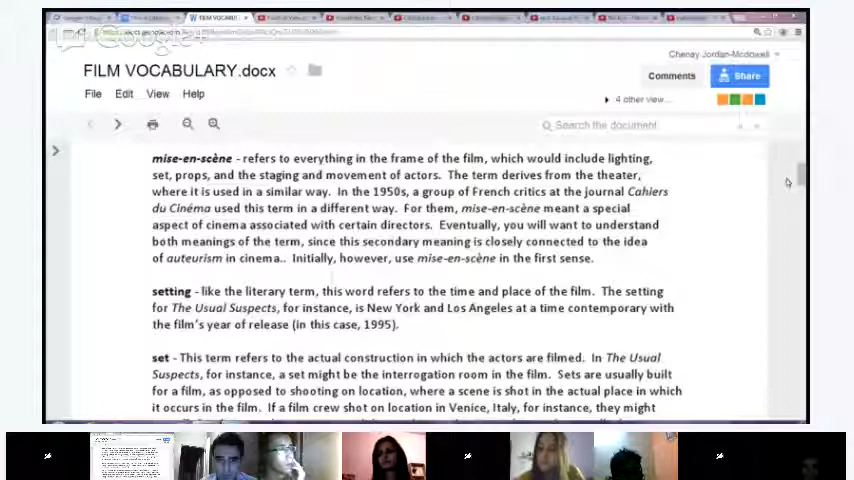 FILM VOCABU
Google+
Chenay Jordan-Mcdowell
FILM VOCABULARY.docx
Comments
Share
File Edit View Help
4 other view...
Search the document
mise-en-scène - refers to everything in the frame of the film, which would include lighting,
set, props, and the staging and movement of actors. The term derives from the theater,
where it is used in a similar way. In the 1950s, a group of French critics at the journal Cahiers
du Cinéma used this term in a different way. For them, mise-en-scène meant a special
aspect of cinema associated with certain directors. Eventually, you will want to understand
both meanings of the term, since this secondary meaning is closely connected to the idea
of auteurism in cinema.. Initially, however, use mise-en-scène in the first sense.
setting - like the literary term, this word refers to the time and place of the film. The setting
for The Usual Suspects, for instance, is New York and Los Angeles at a time contemporary with
the film's year of release (in this case, 1995).
set - This term refers to the actual construction in which the actors are filmed. In The Usual
Suspects, for instance, a set might be the interrogation room in the film. Sets are usually built
for a film, as opposed to shooting on location, where a scene is shot in the actual place in which
it occurs in the film. If a film crew shot on location in Venice, Italy, for instance, they might